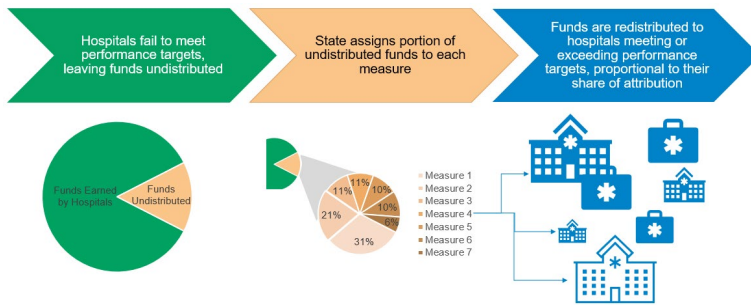 Hospitals fail to meet
performance targets,
leaving funds undistributed
State assigns portion of
undistributed funds to each
measure
Funds are redistributed to
hospitals meeting or
exceeding performance
targets, proportional to their
share of attribution
Funds Earned
by Hospitals
Funds
Undistributed
11%
11%
10%
10%
6%
21%
31%
Measure 1
Measure 2
Measure 3
Measure 4
Measure 5
Measure 6
Measure 7